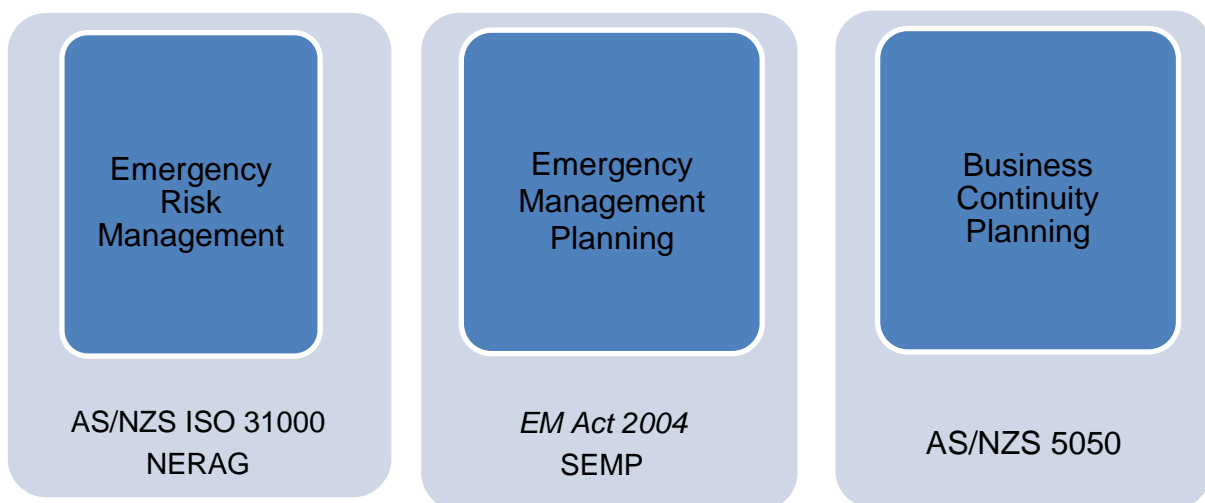 Emergency
Risk
Management
AS/NZS ISO 31000
NERAG
Emergency
Management
Planning
EM Act 2004
SEMP
Business
Continuity
Planning
AS/NZS 5050